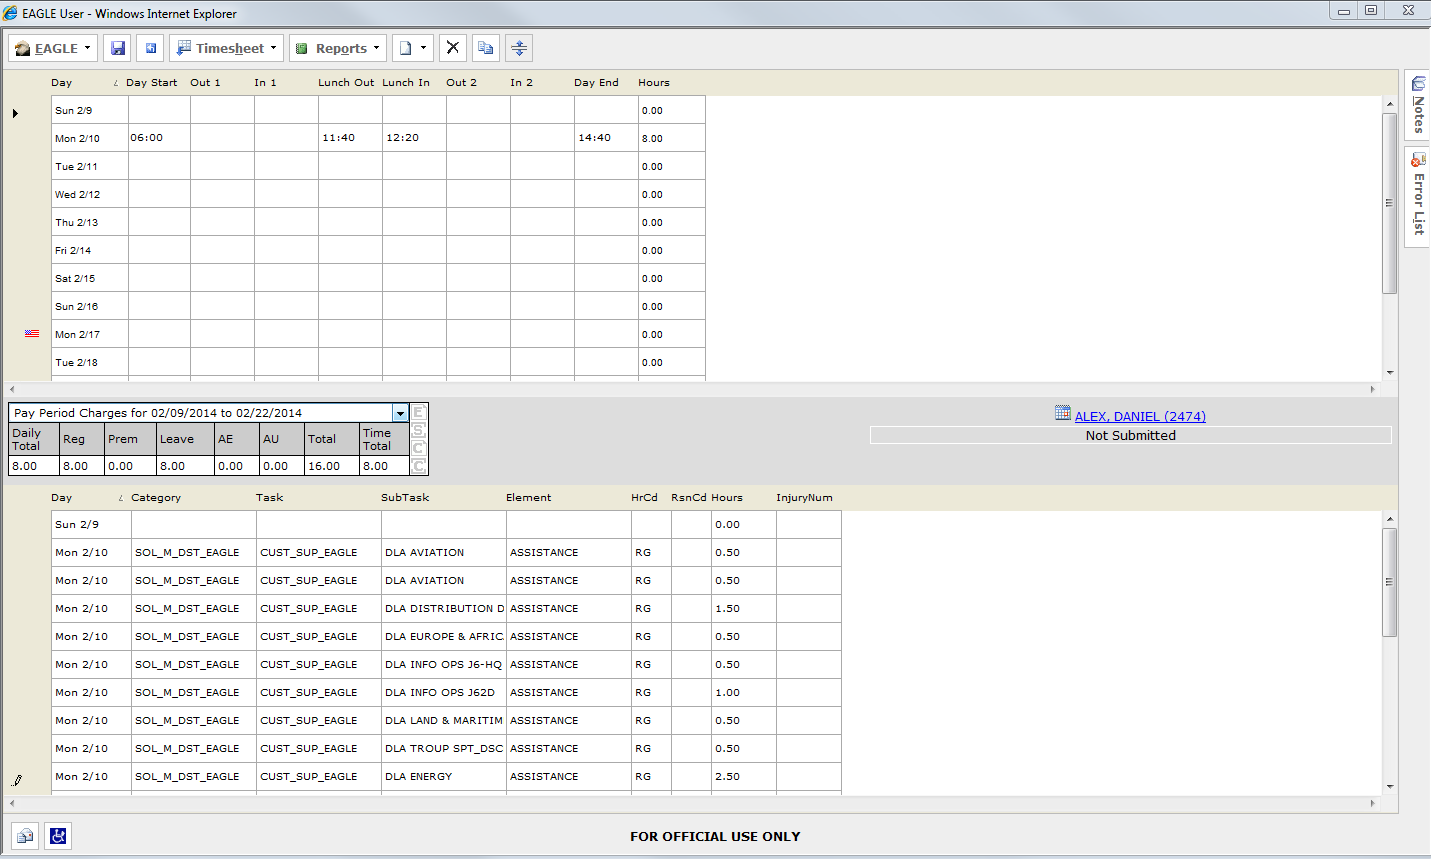 EAGLE User - Windows Internet Explorer
EAGLE Timesheet Reports
Day Day Start Out 1 In 1 Lunch Out Lunch In Out 2 In 2 Day End Hours
Sun 2/9 0.00
Mon 2/10 06:00 11:40 12:20 14:40 8.00
Tue 2/11 0.00
Wed 2/12 0.00
Thu 2/13 0.00
Fri 2/14 0.00
Sat 2/15 0.00
Sun 2/16 0.00
Mon 2/17 0.00
Tue 2/18 0.00
Notes
Error List
Pay Period Charges for 02/09/2014 to 02/22/2014
E
S
C
C
Daily Total Reg Prem Leave AE AU Total Time Total
8.00 8.00 0.00 8.00 0.00 0.00 16.00 8.00
ALEX, DANIEL (2474)
Not Submitted
Day Category Task SubTask Element HrCd RsnCd Hours InjuryNum
Sun 2/9 0.00
Mon 2/10 SOL_M_DST_EAGLE CUST_SUP_EAGLE DLA AVIATION ASSISTANCE RG 0.50
Mon 2/10 SOL_M_DST_EAGLE CUST_SUP_EAGLE DLA AVIATION ASSISTANCE RG 0.50
Mon 2/10 SOL_M_DST_EAGLE CUST_SUP_EAGLE DLA DISTRIBUTION D ASSISTANCE RG 1.50
Mon 2/10 SOL_M_DST_EAGLE CUST_SUP_EAGLE DLA EUROPE & AFRIC ASSISTANCE RG 0.50
Mon 2/10 SOL_M_DST_EAGLE CUST_SUP_EAGLE DLA INFO OPS J6-HQ ASSISTANCE RG 0.50
Mon 2/10 SOL_M_DST_EAGLE CUST_SUP_EAGLE DLA INFO OPS J62D ASSISTANCE RG 1.00
Mon 2/10 SOL_M_DST_EAGLE CUST_SUP_EAGLE DLA LAND & MARITIM ASSISTANCE RG 0.50
Mon 2/10 SOL_M_DST_EAGLE CUST_SUP_EAGLE DLA TROUP SPT_DSC ASSISTANCE RG 0.50
Mon 2/10 SOL_M_DST_EAGLE CUST_SUP_EAGLE DLA ENERGY ASSISTANCE RG 2.50
FOR OFFICIAL USE ONLY